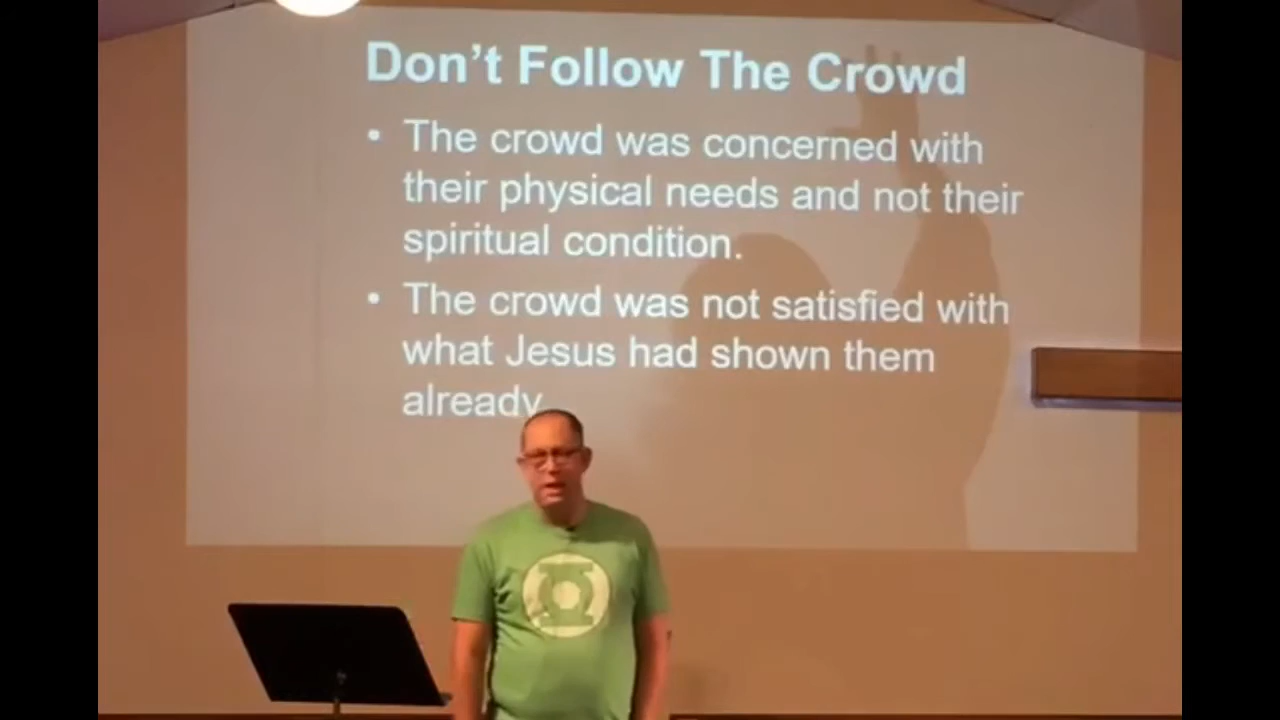 Don't Follow The Crowd
• The crowd was concerned with
their physical needs and not their
spiritual condition.
• The crowd was not satisfied with
what Jesus had shown them
already